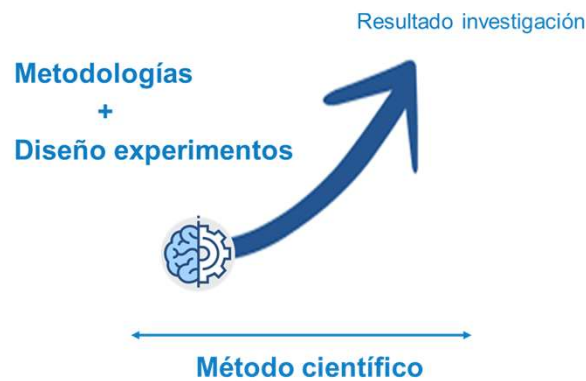 Resultado investigación
Metodologías
+
Diseño experimentos
Método científico